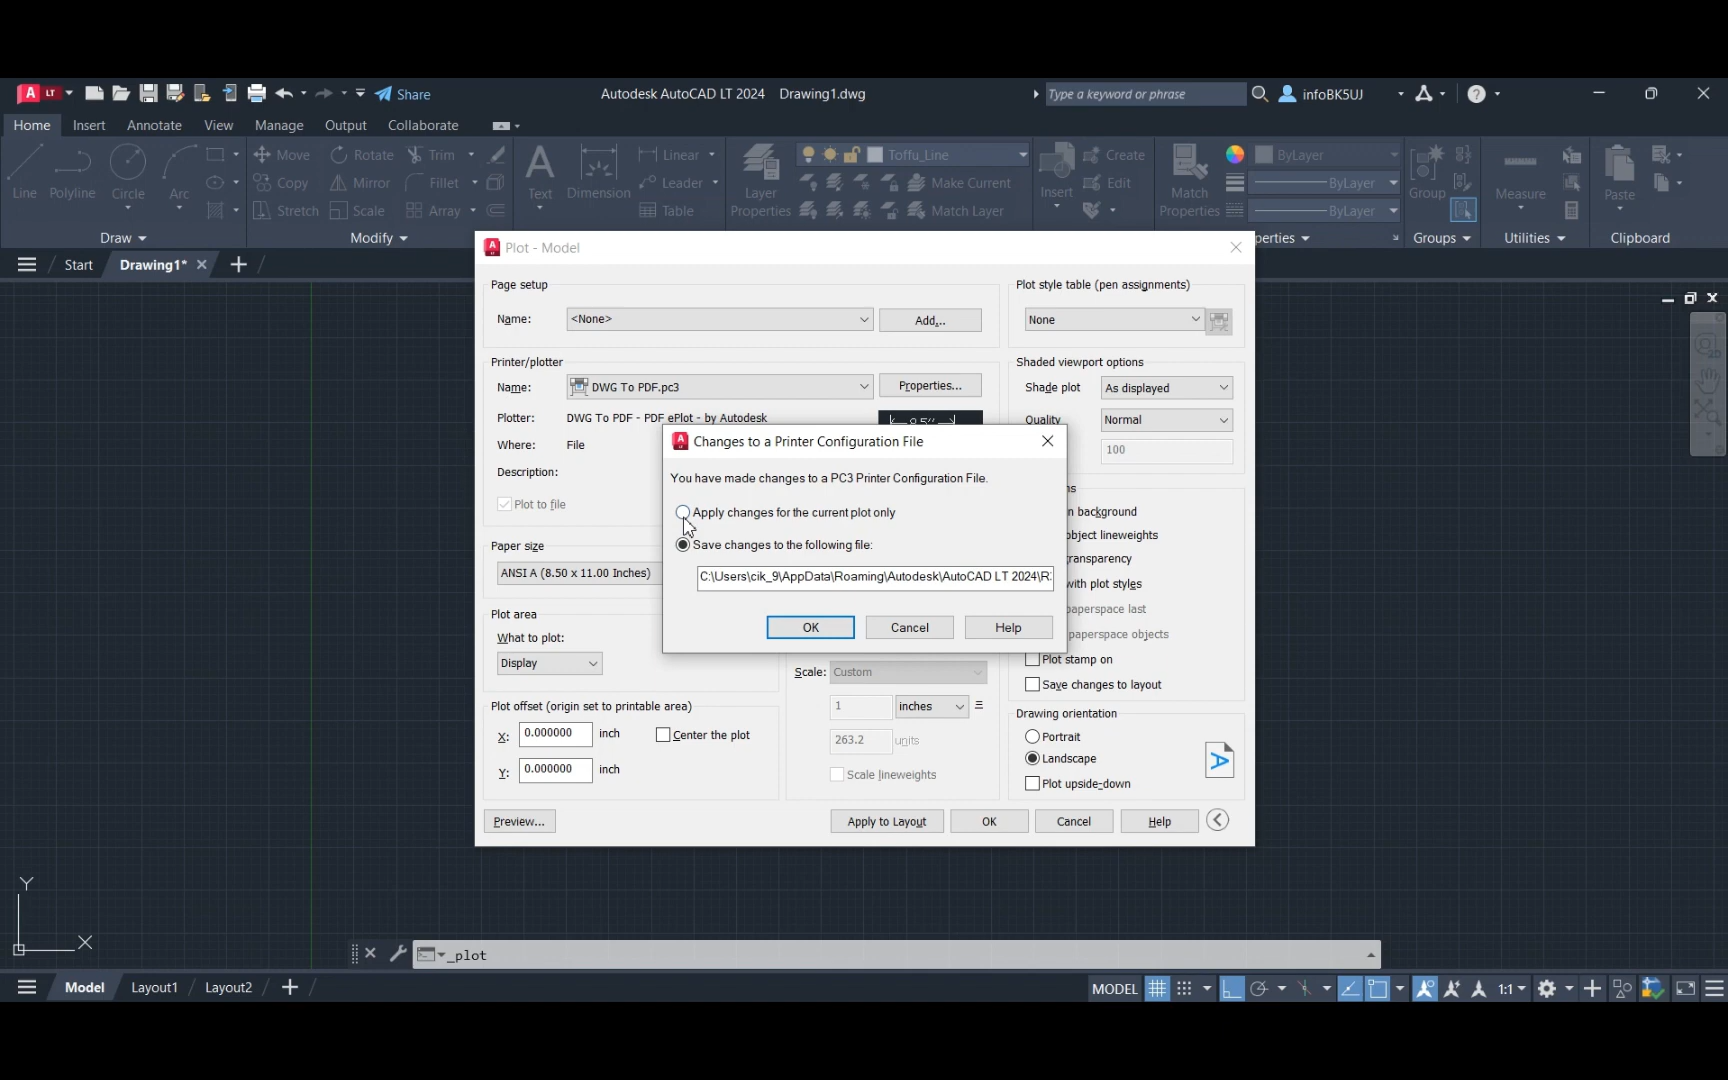 A LT Share Autodesk AutoCAD LT 2024 Drawing1.dwg Type a keyword or phrase infoBK5UJ
Home Insert Annotate View Manage Output Collaborate
Line Polyline Circle Arc
Move Rotate Trim
Copy Mirror Fillet
Stretch Scale Array
Text Dimension
Linear
Leader
Table
Layer Properties
Toffu_Line
Make Current
Match Layer
Insert
Create
Edit
Match Properties
ByLayer
ByLayer
ByLayer
Group
Measure
Paste
Draw Modify perties Groups Utilities Clipboard
Start Drawing1*
Plot - Model
Page setup
Name: <None> Add...
Plot style table (pen assignments)
None
Printer/plotter
Name: DWG To PDF.pc3 Properties...
Plotter: DWG To PDF - PDF ePlot - by Autodesk
Where: File
Description:
Plot to file
Shaded viewport options
Shade plot As displayed
Quality Normal
100
Changes to a Printer Configuration File
You have made changes to a PC3 Printer Configuration File.
Apply changes for the current plot only
Save changes to the following file:
C:\Users\cik_9\AppData\Roaming\Autodesk\AutoCAD LT 2024\R
OK Cancel Help
Paper size
ANSI A (8.50 x 11.00 Inches)
Plot area
What to plot:
Display
Plot offset (origin set to printable area)
X: 0.000000 inch Center the plot
Y: 0.000000 inch
Scale: Custom
1 inches =
263.2 units
Scale lineweights
ns
n background
object lineweights
ransparency
with plot styles
paperspace last
paperspace objects
Plot stamp on
Save changes to layout
Drawing orientation
Portrait
Landscape
Plot upside-down
A
Preview... Apply to Layout OK Cancel Help
Y
X
_plot
Model Layout1 Layout2 MODEL 1:1